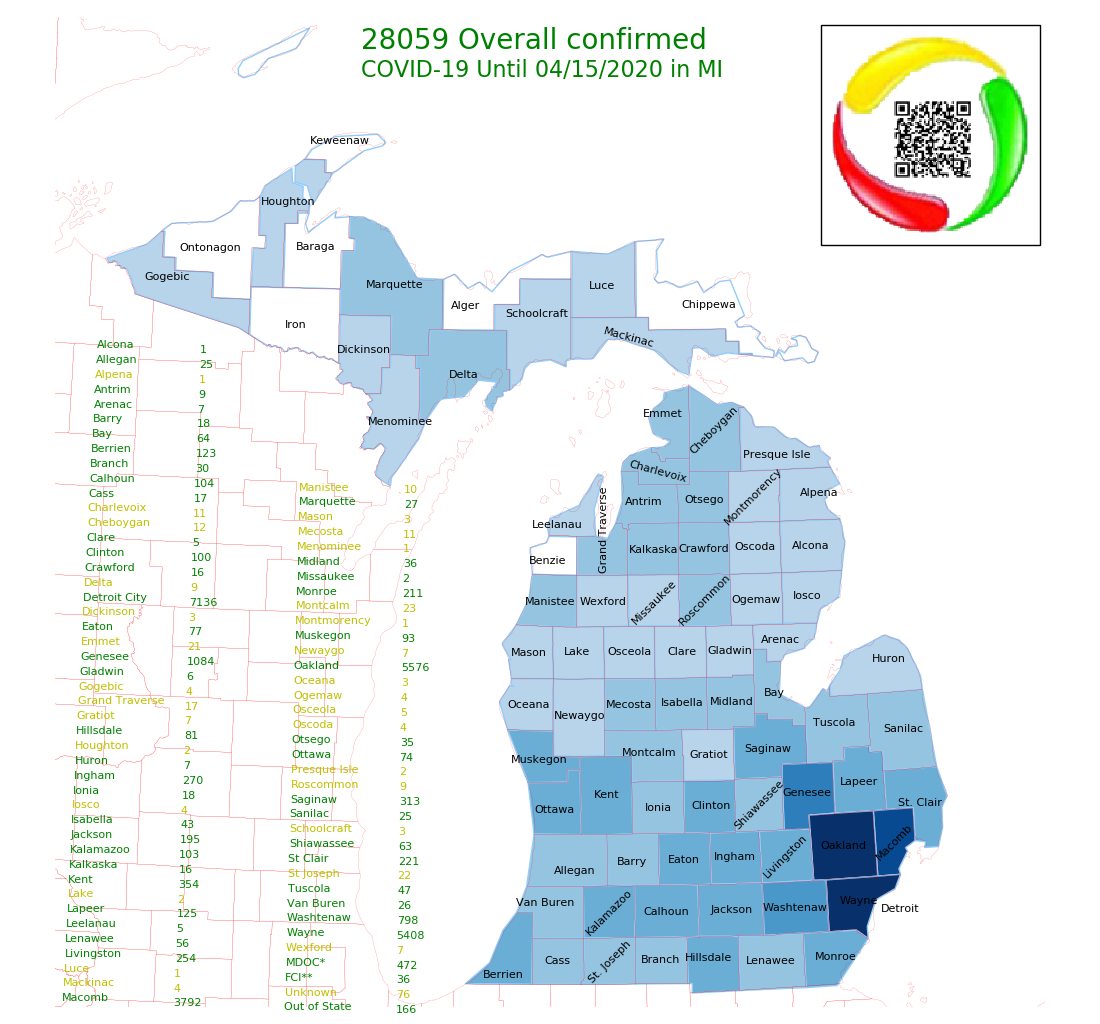 28059 Overall confirmed
COVID-19 Until 04/15/2020 in MI
Keweenaw
Houghton
Ontonagon
Baraga
Gogebic
Marquette
Alger
Luce
Chippewa
Schoolcraft
Iron
Mackinac
Dickinson
Delta
Menominee
Alcona 1
Allegan 25
Alpena 1
Antrim 9
Arenac 7
Barry 18
Bay 64
Berrien 123
Branch 30
Calhoun 104
Cass 17
Charlevoix 11
Cheboygan 12
Clare 5
Clinton 100
Crawford 16
Delta 9
Detroit City 7136
Dickinson 3
Eaton 77
Emmet 21
Genesee 1084
Gladwin 6
Gogebic 4
Grand Traverse 17
Gratiot 7
Hillsdale 81
Houghton 2
Huron 7
Ingham 270
Ionia 18
Iosco 4
Isabella 43
Jackson 195
Kalamazoo 103
Kalkaska 16
Kent 354
Lake 2
Lapeer 125
Leelanau 5
Lenawee 56
Livingston 254
Luce 1
Mackinac 4
Macomb 3792
Manistee 10
Marquette 27
Mason 3
Mecosta 11
Menominee 1
Midland 36
Missaukee 2
Monroe 211
Montcalm 23
Montmorency 1
Muskegon 93
Newaygo 7
Oakland 5576
Oceana 3
Ogemaw 4
Osceola 5
Oscoda 4
Otsego 35
Ottawa 74
Presque Isle 2
Roscommon 9
Saginaw 313
Sanilac 25
Schoolcraft 3
Shiawassee 63
St Clair 221
St Joseph 22
Tuscola 47
Van Buren 26
Washtenaw 798
Wayne 5408
Wexford 7
MDOC* 472
FCI** 36
Unknown 76
Out of State 166
Emmet
Cheboygan
Presque Isle
Charlevoix
Antrim
Otsego
Montmorency
Alpena
Leelanau
Grand Traverse
Benzie
Kalkaska
Crawford
Oscoda
Alcona
Manistee
Wexford
Missaukee
Roscommon
Ogemaw
Iosco
Mason
Lake
Osceola
Clare
Gladwin
Arenac
Huron
Oceana
Newaygo
Mecosta
Isabella
Midland
Bay
Tuscola
Sanilac
Muskegon
Montcalm
Gratiot
Saginaw
Ottawa
Kent
Ionia
Clinton
Shiawassee
Genesee
Lapeer
St. Clair
Allegan
Barry
Eaton
Ingham
Livingston
Oakland
Macomb
Van Buren
Kalamazoo
Calhoun
Jackson
Washtenaw
Wayne
Detroit
Berrien
Cass
St. Joseph
Branch
Hillsdale
Lenawee
Monroe